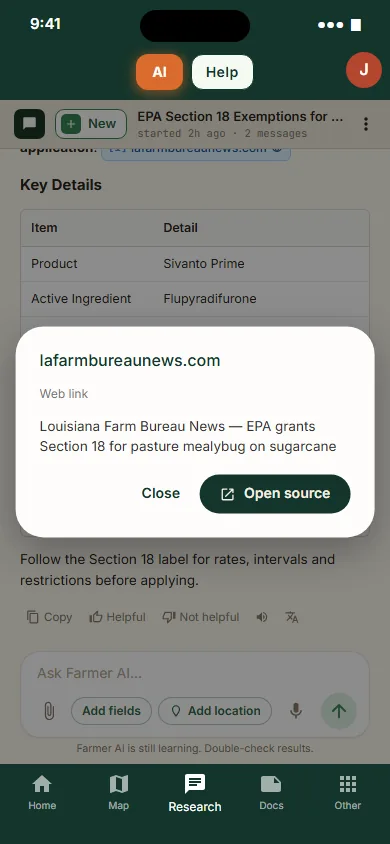 9:41
AI
Help
J
New
EPA Section 18 Exemptions for ...
started 2h ago · 2 messages
application: lafarmbureaunews.com
Key Details
Item Detail
Product Sivanto Prime
Active Ingredient Flupyradifurone
lafarmbureaunews.com
Web link
Louisiana Farm Bureau News — EPA grants
Section 18 for pasture mealybug on sugarcane
Close
Open source
Follow the Section 18 label for rates, intervals and
restrictions before applying.
Copy Helpful Not helpful
Ask Farmer AI...
Add fields Add location
Farmer AI is still learning. Double-check results.
Home Map Research Docs Other